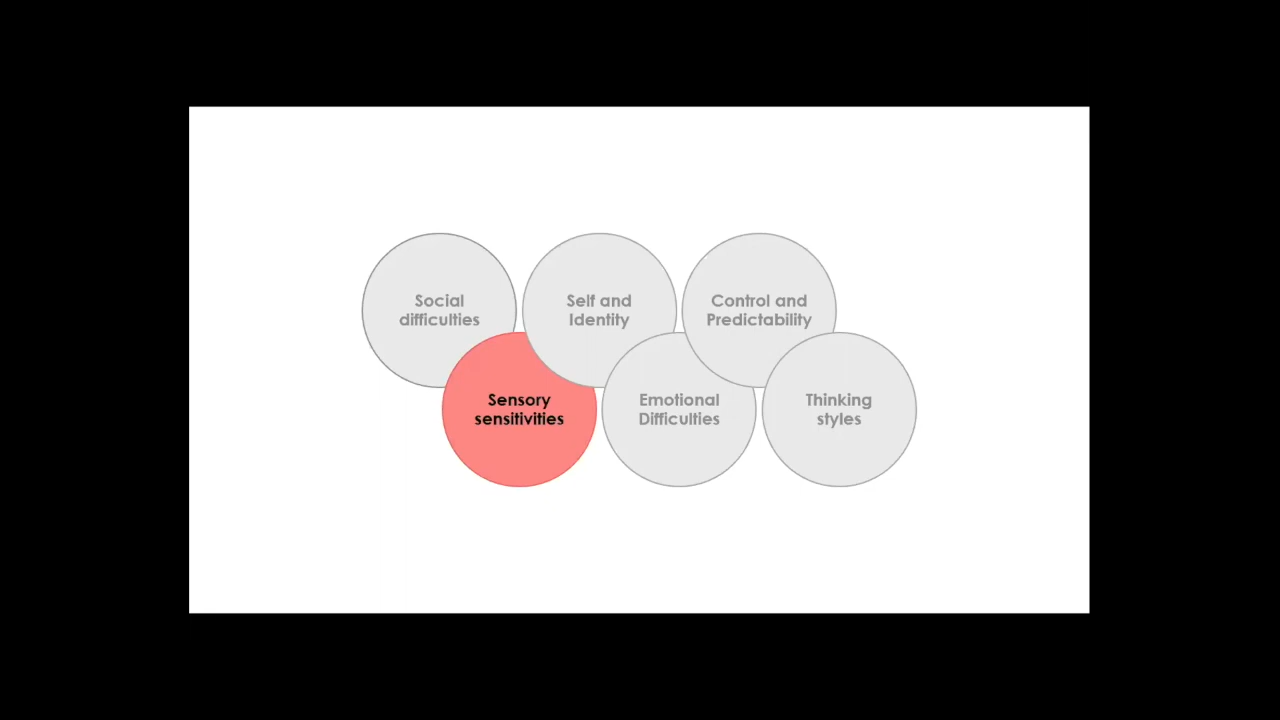 Social
difficulties
Self and
Identity
Control and
Predictability
Sensory
sensitivities
Emotional
Difficulties
Thinking
styles